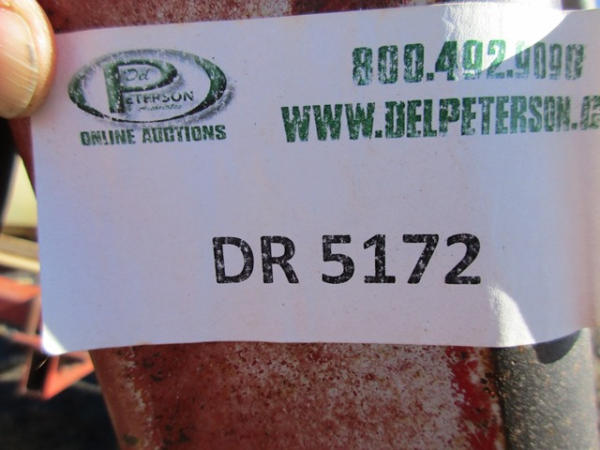 Del
PETERSON
ONLINE AUCTIONS
800.492.9090
WWW.DELPETERSON.C
DR 5172